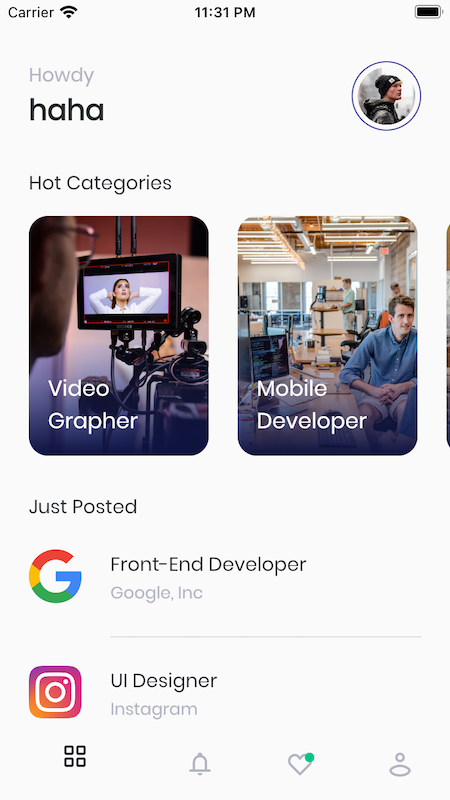 Carrier 11:31 PM
Howdy
haha
Hot Categories
Video
Grapher
Mobile
Developer
Just Posted
Front-End Developer
Google, Inc
UI Designer
Instagram